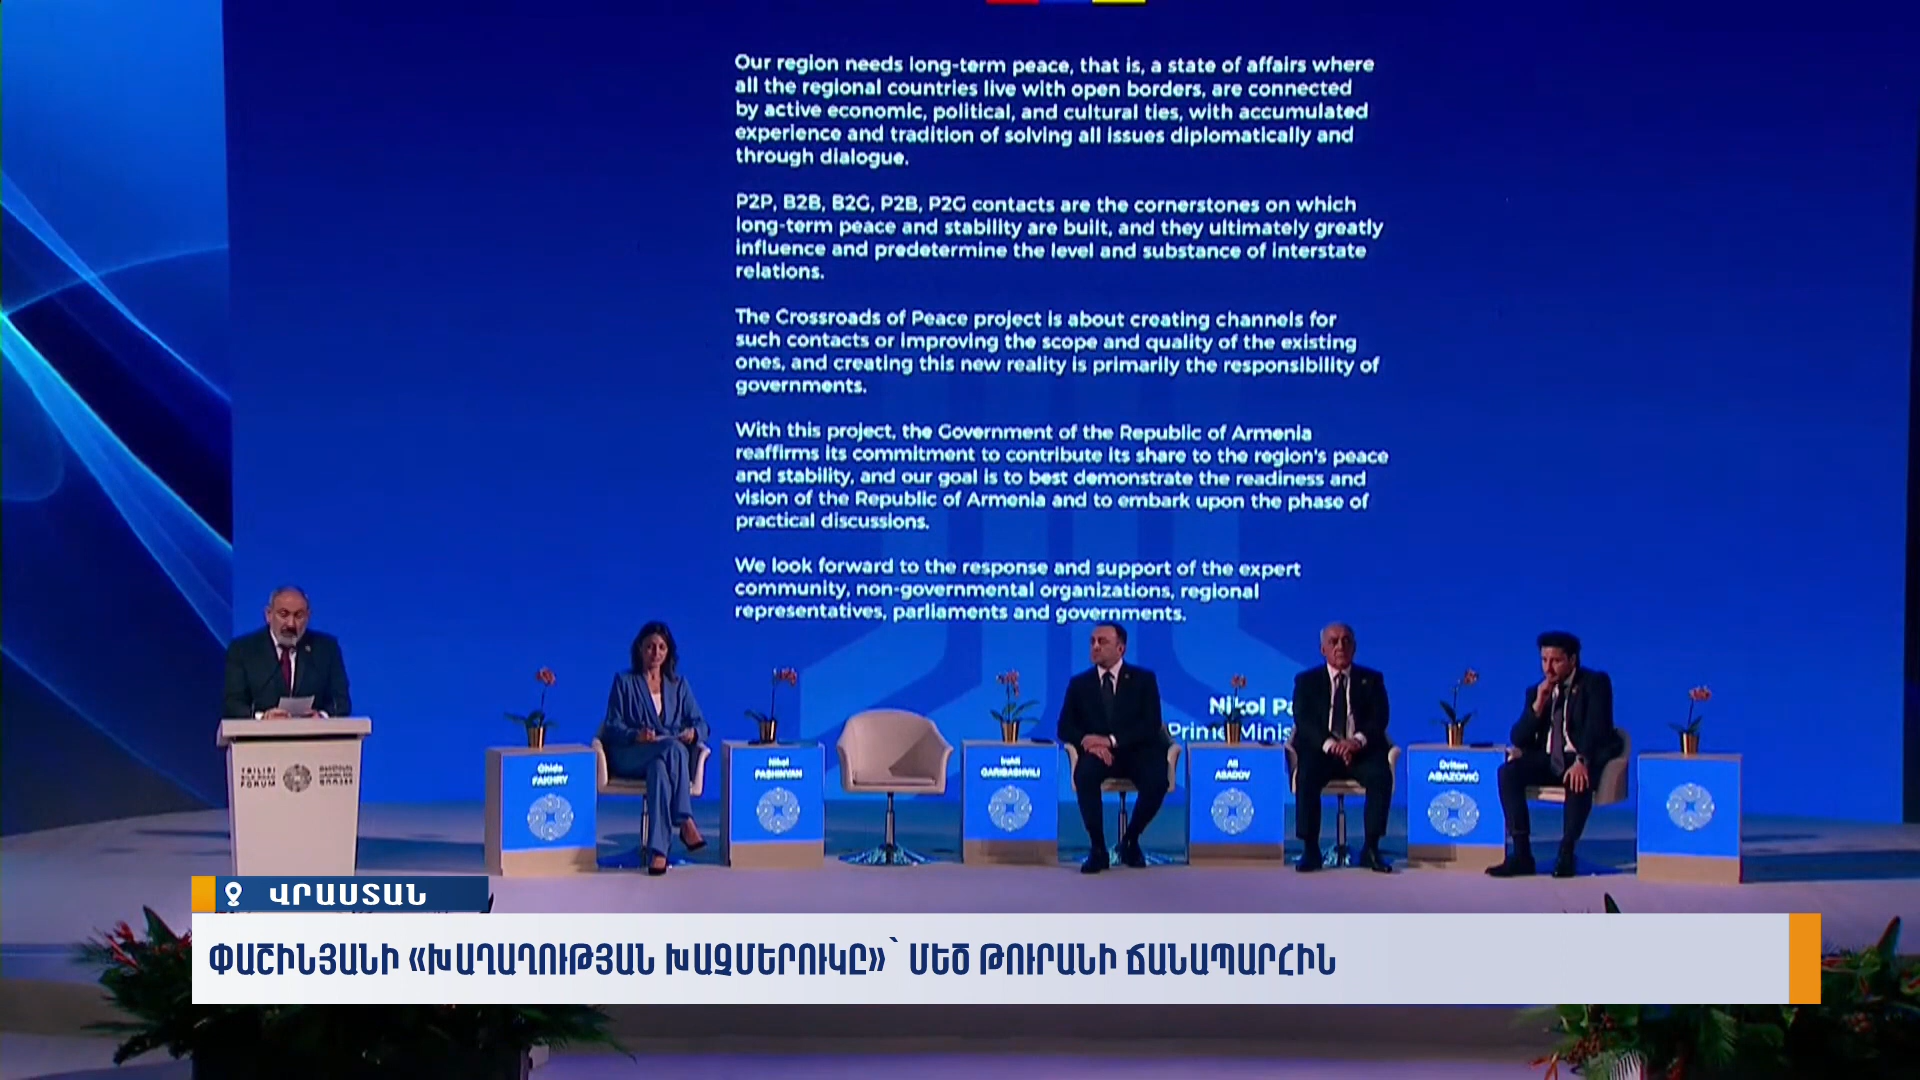 Our region needs long-term peace, that is, a state of affairs where
all the regional countries live with open borders, are connected
by active economic, political, and cultural ties, with accumulated
experience and tradition of solving all issues diplomatically and
through dialogue.
P2P, B2B, B2G, P2B, P2G contacts are the cornerstones on which
long-term peace and stability are built, and they ultimately greatly
influence and predetermine the level and substance of interstate
relations.
The Crossroads of Peace project is about creating channels for
such contacts or improving the scope and quality of the existing
ones, and creating this new reality is primarily the responsibility of
governments.
With this project, the Government of the Republic of Armenia
reaffirms its commitment to contribute its share to the region's peace
and stability, and our goal is to best demonstrate the readiness and
vision of the Republic of Armenia and to embark upon the phase of
practical discussions.
We look forward to the response and support of the expert
community, non-governmental organizations, regional
representatives, parliaments and governments.
Nikol Pa
Prime Minis
TBILISI
SILK ROAD
FORUM
Ghida
FAKHRY
Nikol
PASHINYAN
Irakli
GARIBASHVILI
Ali
ASADOV
Dritan
ABAZOVIĆ
ՎՐԱՍՏԱՆ
ՓԱՇԻՆՅԱՆԻ «ԽԱՂԱՂՈՒԹՅԱՆ ԽԱՉՄԵՐՈՒԿԸ»՝ ՄԵԾ ԹՈՒՐԱՆԻ ՃԱՆԱՊԱՐՀԻՆ